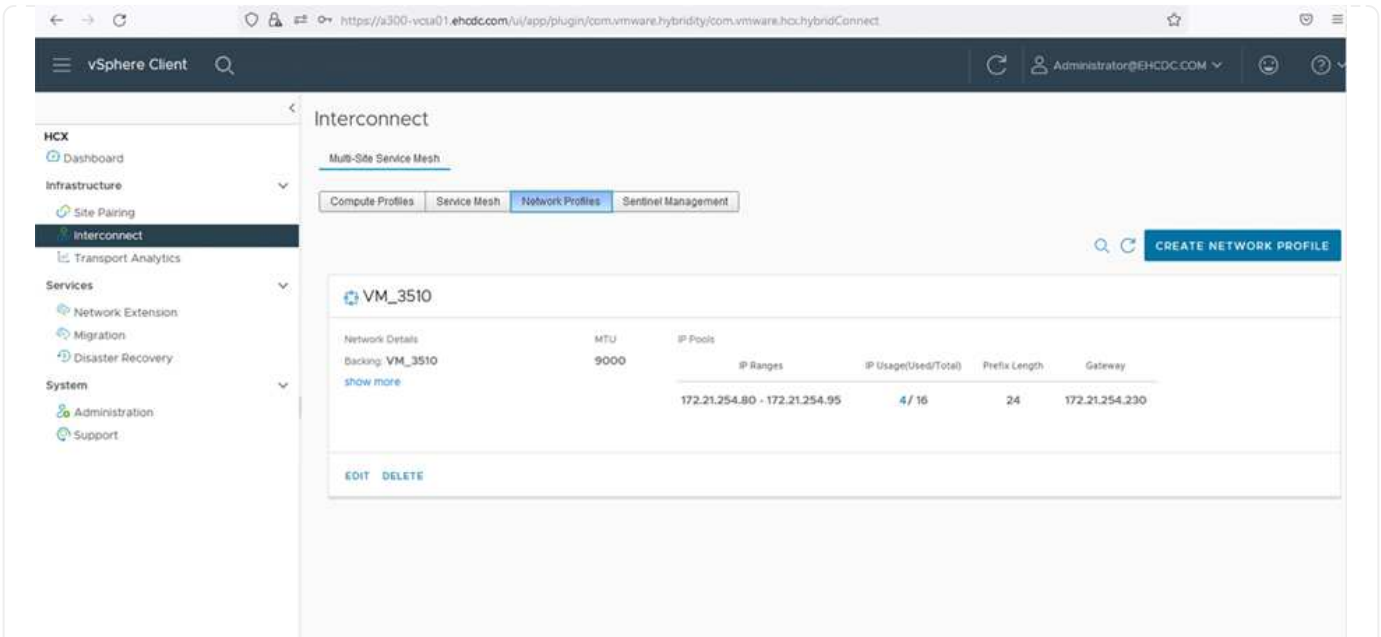 https://a300-vcsa01.ehcdc.com/ui/app/plugin/com.vmware.hybridity/com.vmware.hcx.hybridConnect
vSphere Client
Administrator@EHCDC.COM
HCX
Dashboard
Infrastructure
Site Pairing
Interconnect
Transport Analytics
Services
Network Extension
Migration
Disaster Recovery
System
Administration
Support
Interconnect
Multi-Site Service Mesh
Compute Profiles Service Mesh Network Profiles Sentinel Management
CREATE NETWORK PROFILE
VM_3510
Network Details MTU IP Pools
Backing: VM_3510 9000
IP Ranges IP Usage(Used/Total) Prefix Length Gateway
show more
172.21.254.80 - 172.21.254.95 4/ 16 24 172.21.254.230
EDIT DELETE